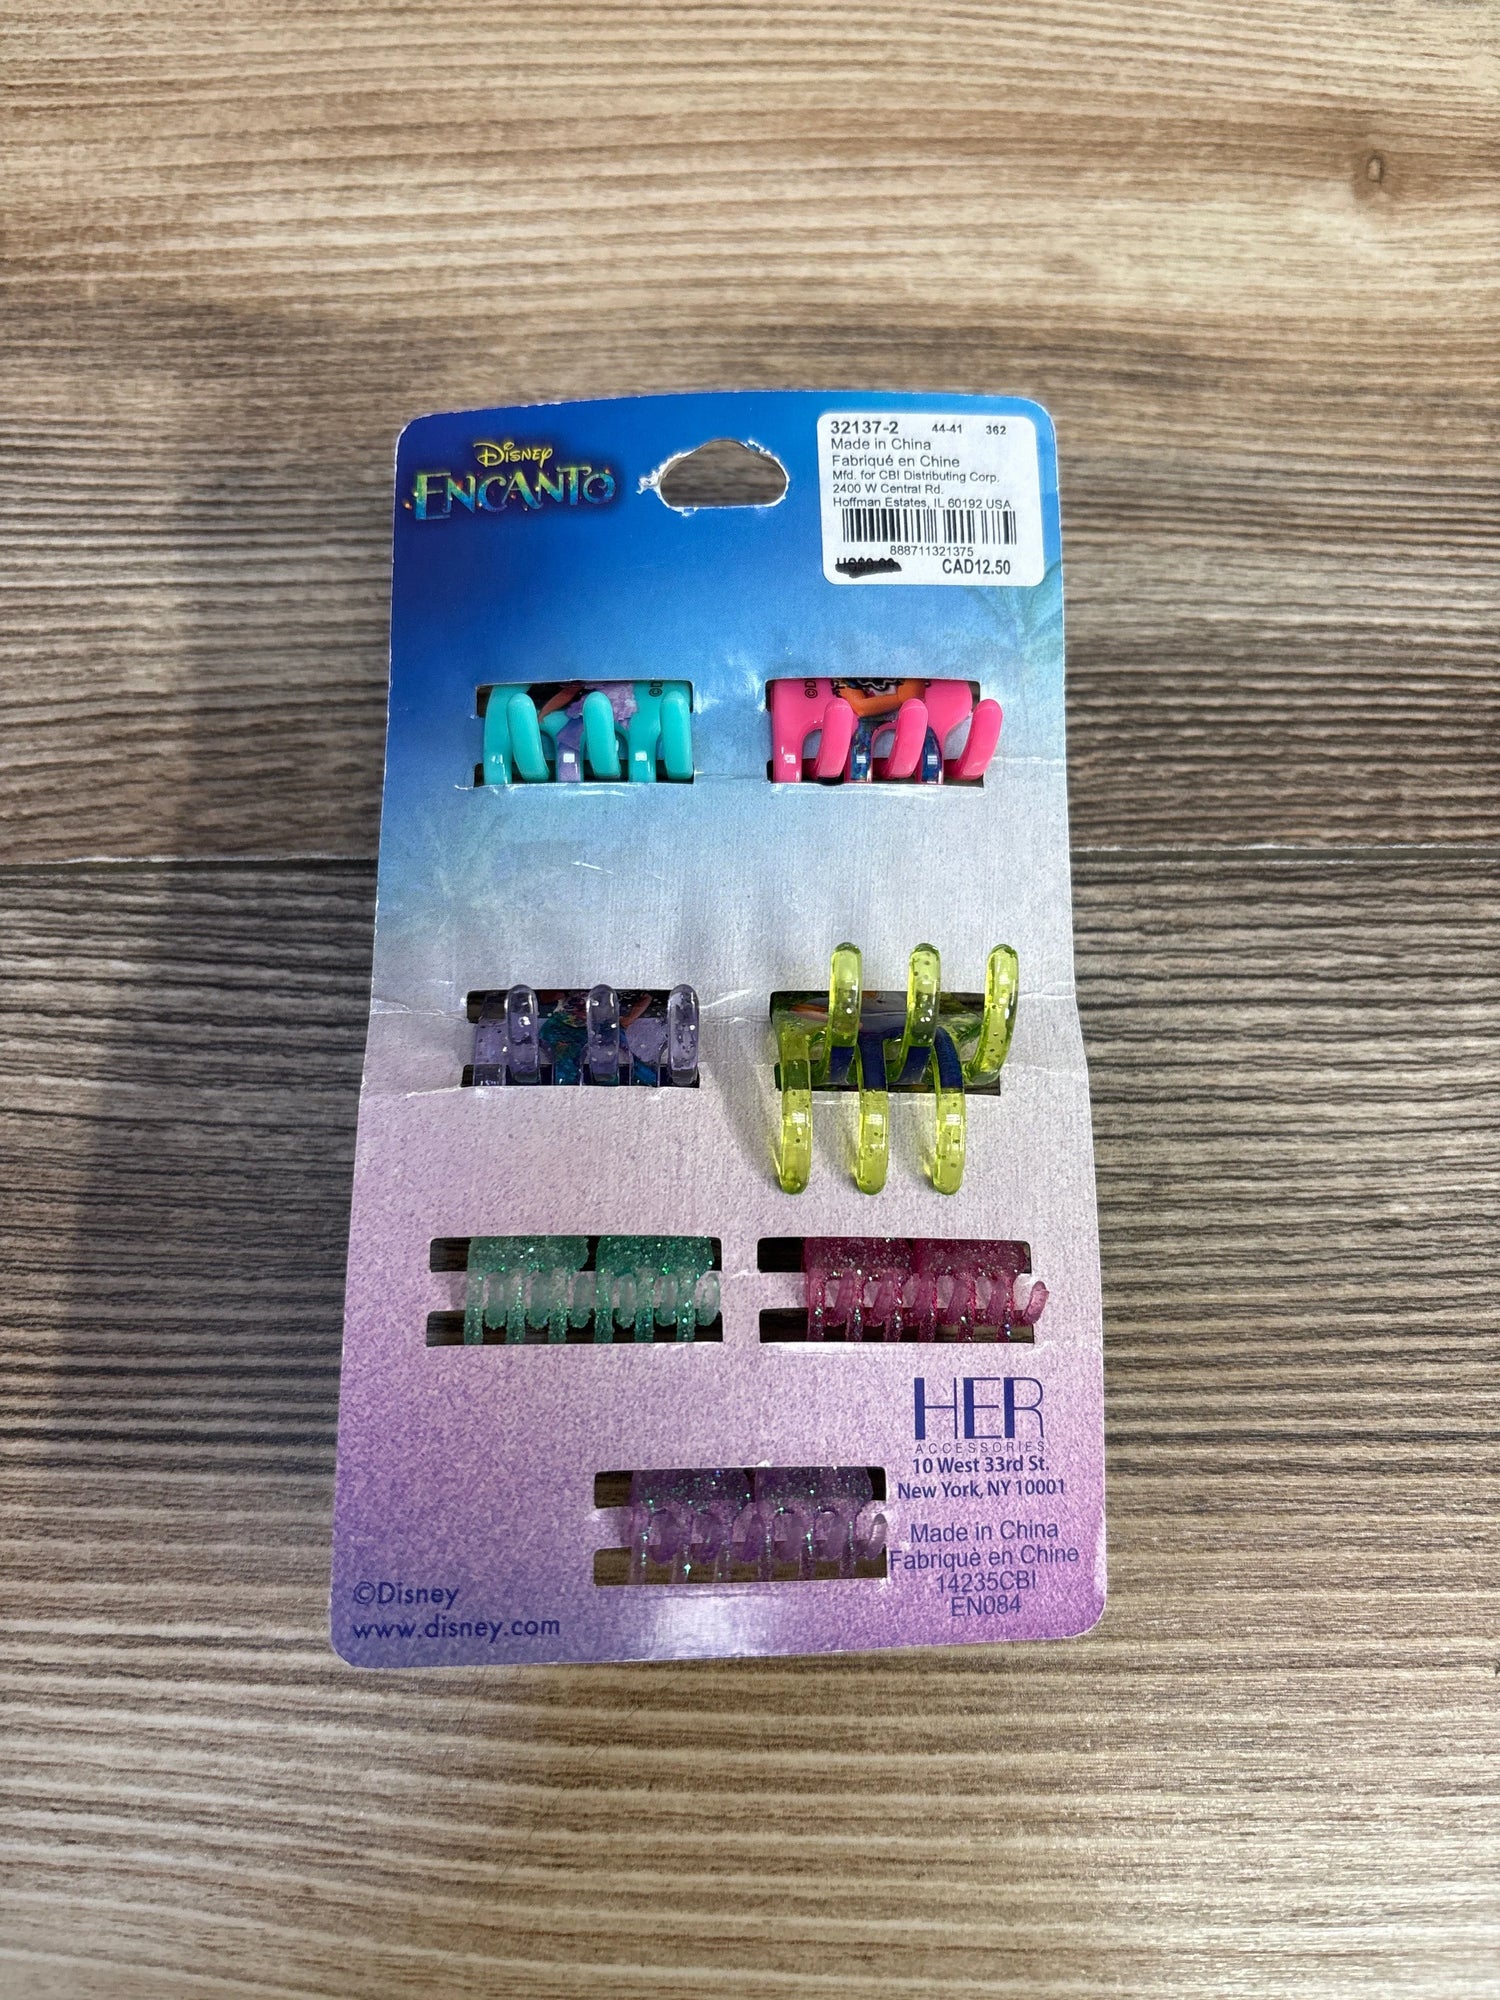 Disney
ENCANTO
32137-2 44-41 362
Made in China
Fabriqué en Chine
Mfd. for CBI Distributing Corp.
2400 W Central Rd.
Hoffman Estates, IL 60192 USA
888711321375
CAD12.50
©D
©D
HER
ACCESSORIES
10 West 33rd St.
New York, NY 10001
Made in China
Fabriquè en Chine
14235CBI
EN084
©Disney
www.disney.com